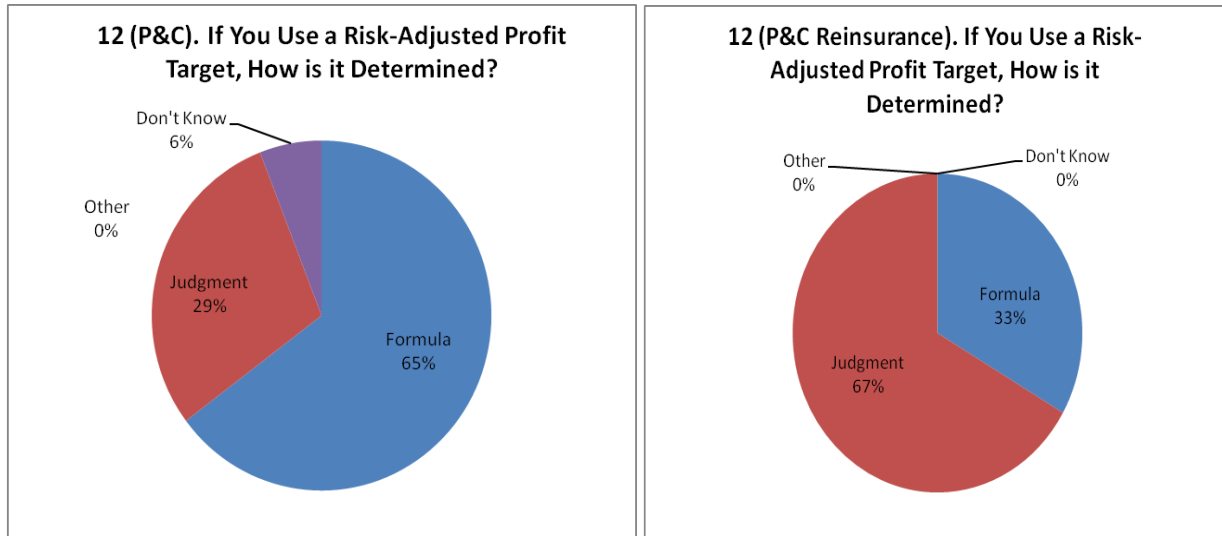 12 (P&C). If You Use a Risk-Adjusted Profit
Target, How is it Determined?
Don't Know
6%
Other
0%
Judgment
29%
Formula
65%
12 (P&C Reinsurance). If You Use a Risk-
Adjusted Profit Target, How is it
Determined?
Other
0%
Don't Know
0%
Formula
33%
Judgment
67%